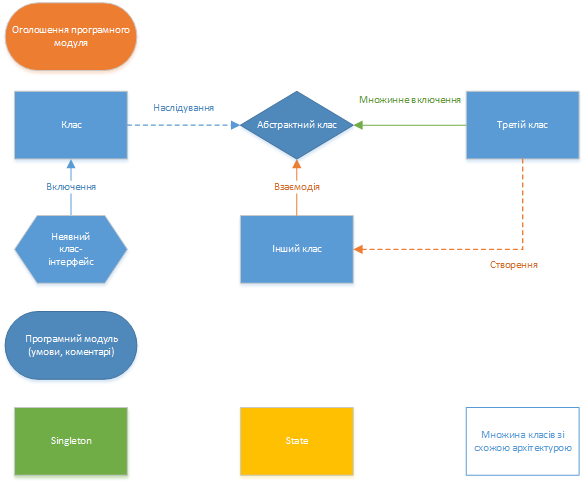 Оголошення програмного
модуля
Клас
Наслідування
Абстрактний клас
Множинне включення
Третій клас
Включення
Взаємодія
Неявний
клас-
інтерфейс
Інший клас
Створення
Програмний модуль
(умови, коментарі)
Singleton
State
Множина класів зі
схожою архітектурою